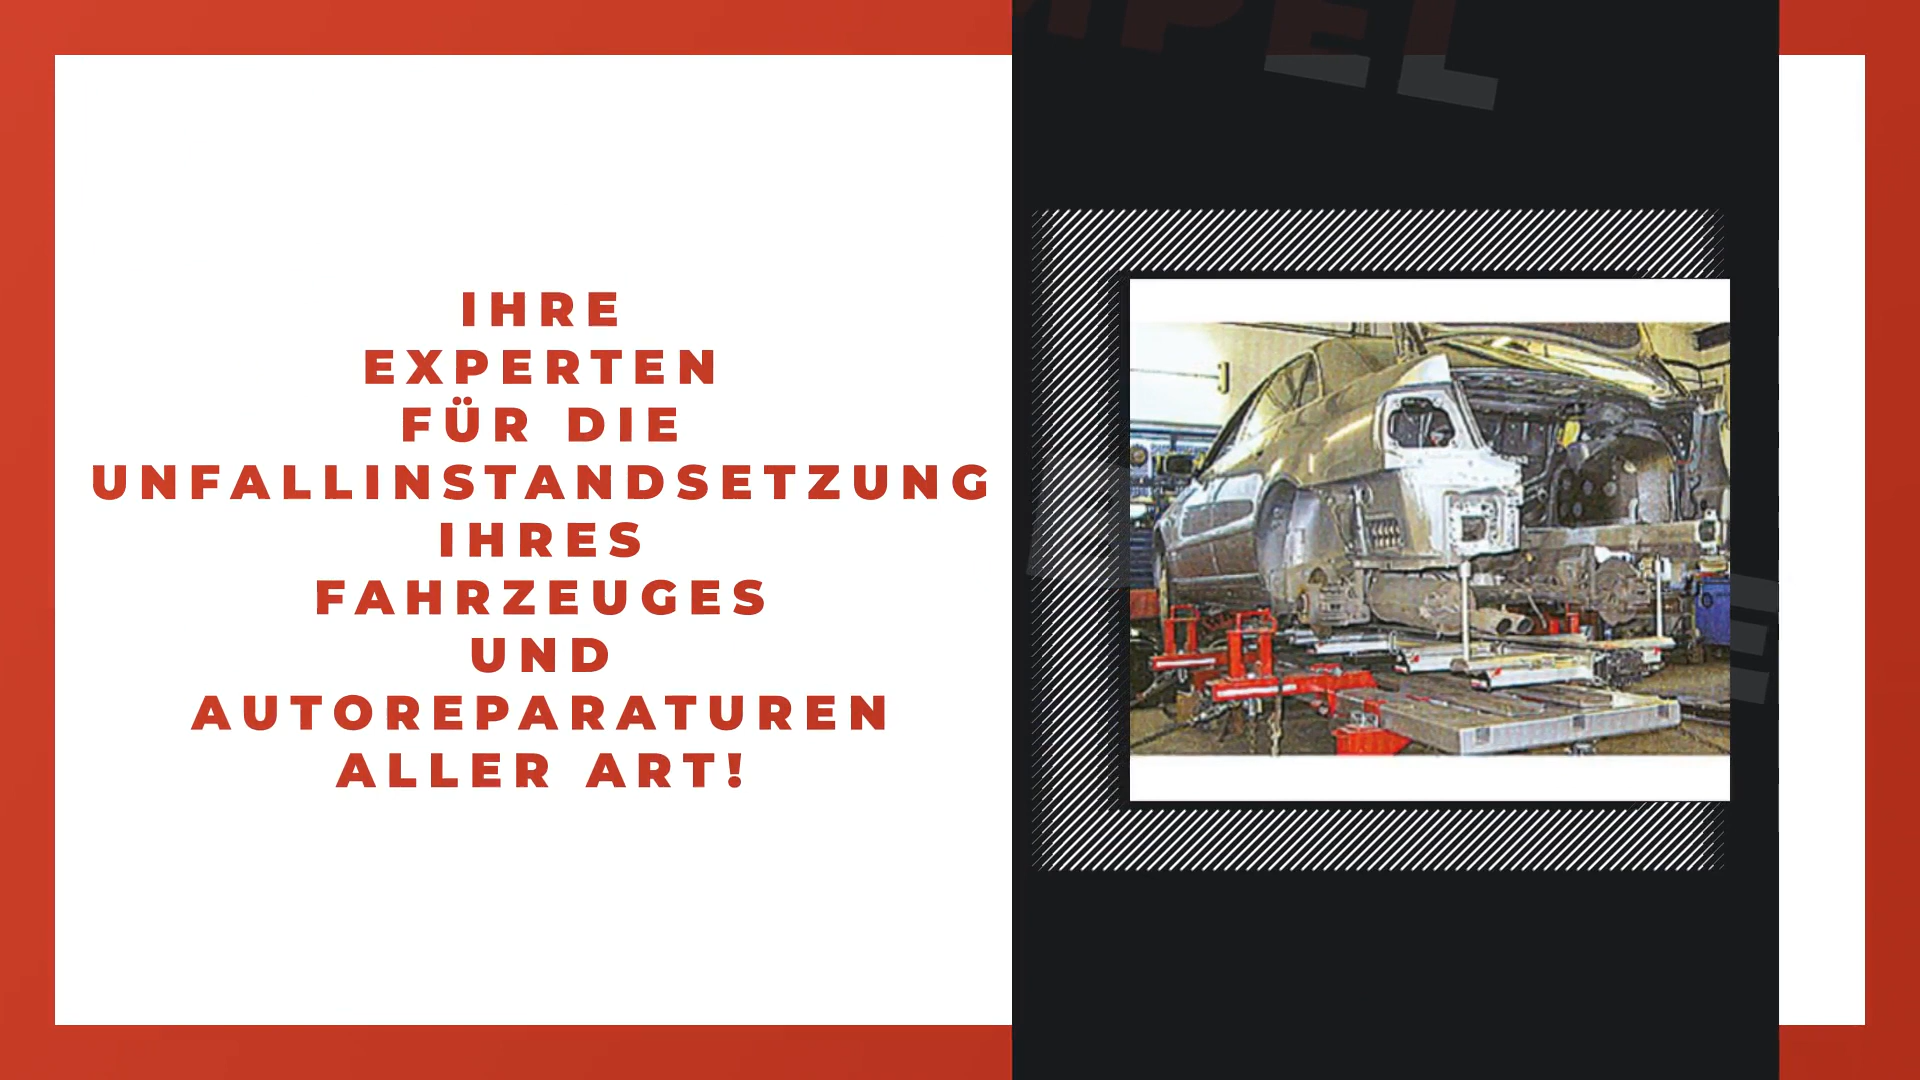 IHRE
EXPERTEN
FÜR DIE
UNFALLINSTANDSETZUNG
IHRES
FAHRZEUGES
UND
AUTOREPARATUREN
ALLER ART!